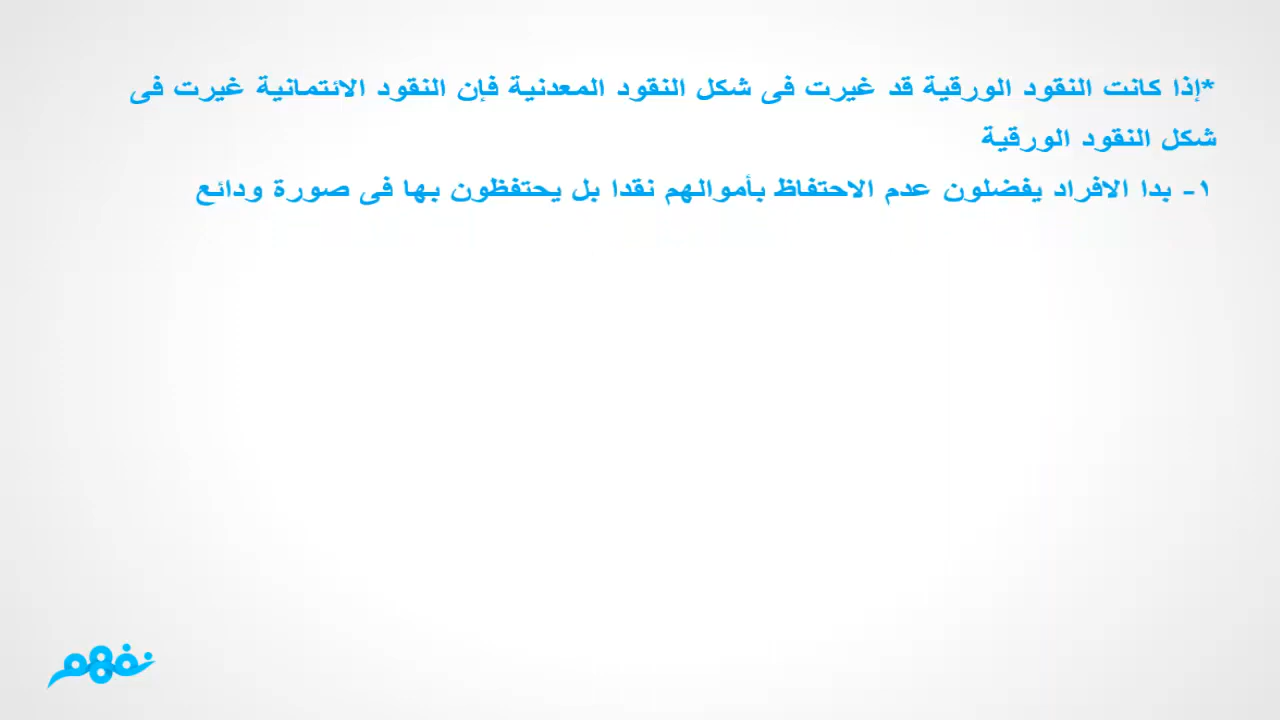 *إذا كانت النقود الورقية قد غيرت فى شكل النقود المعدنية فإن النقود الائتمانية غيرت فى
شكل النقود الورقية
١- بدا الافراد يفضلون عدم الاحتفاظ بأموالهم نقدا بل يحتفظون بها فى صورة ودائع
نفهم